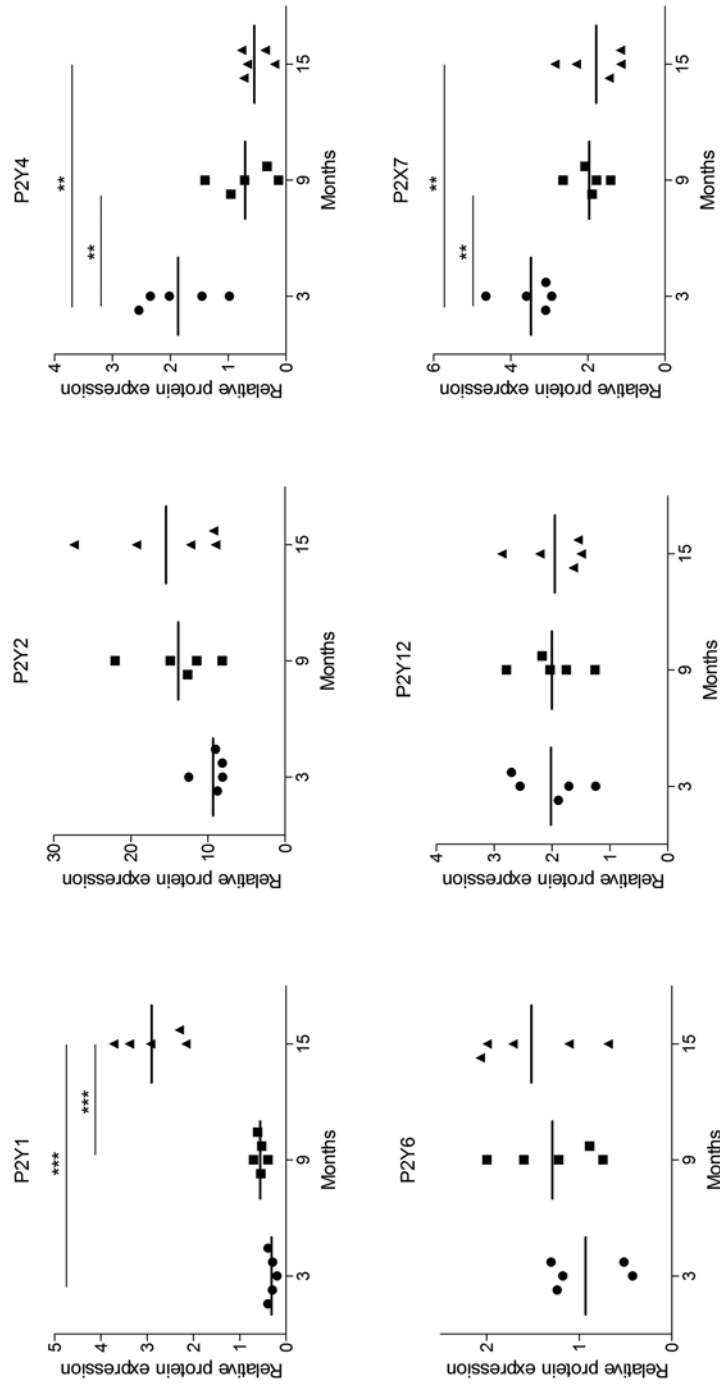 P2Y1
Relative protein expression
5
4
3
2
1
0
***
***
3
9
15
Months
P2Y2
Relative protein expression
30
20
10
0
3
9
15
Months
P2Y4
Relative protein expression
4
3
2
1
0
**
**
3
9
15
Months
P2Y6
Relative protein expression
2
1
0
3
9
15
Months
P2Y12
Relative protein expression
4
3
2
1
0
3
9
15
Months
P2X7
Relative protein expression
6
4
2
0
**
**
3
9
15
Months